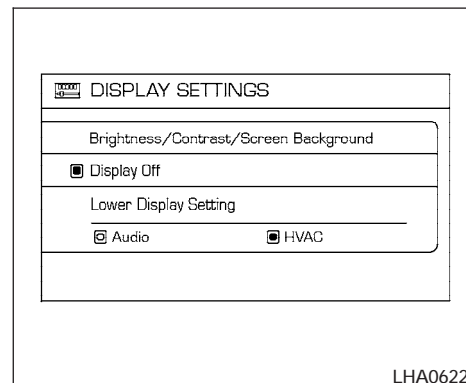 DISPLAY SETTINGS
Brightness/Contrast/Screen Background
Display Off
Lower Display Setting
Audio HVAC
LHA0622